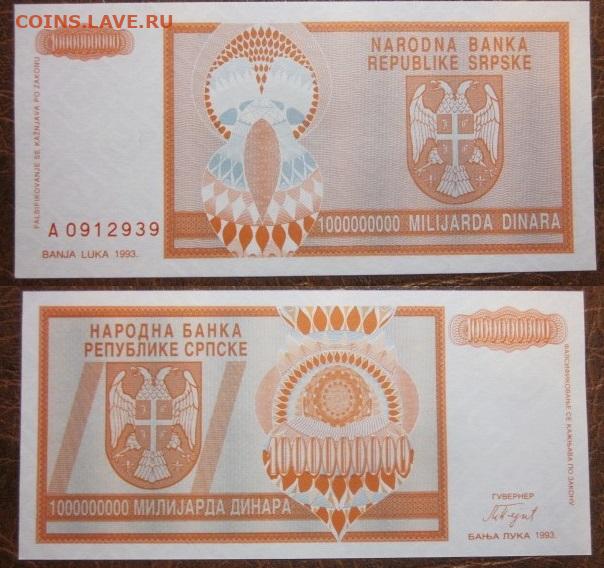 COINS.LAVE.RU
1000000000
NARODNA BANKA
REPUBLIKE SRPSKE
FALSIFIKOVANJE SE KAŽNJAVA PO ZAKONU
A 0912939
1000000000 MILIJARDA DINARA
BANJA LUKA 1993.
НАРОДНА БАНКА
РЕПУБЛИКЕ СРПСКЕ
1000000000
ФАЛСИФИКОВАЊЕ СЕ КАЖЊАВА ПО ЗАКОНУ
1000000000
1000000000 МИЛИЈАРДА ДИНАРА
ГУВЕРНЕР
БАЊА ЛУКА 1993.